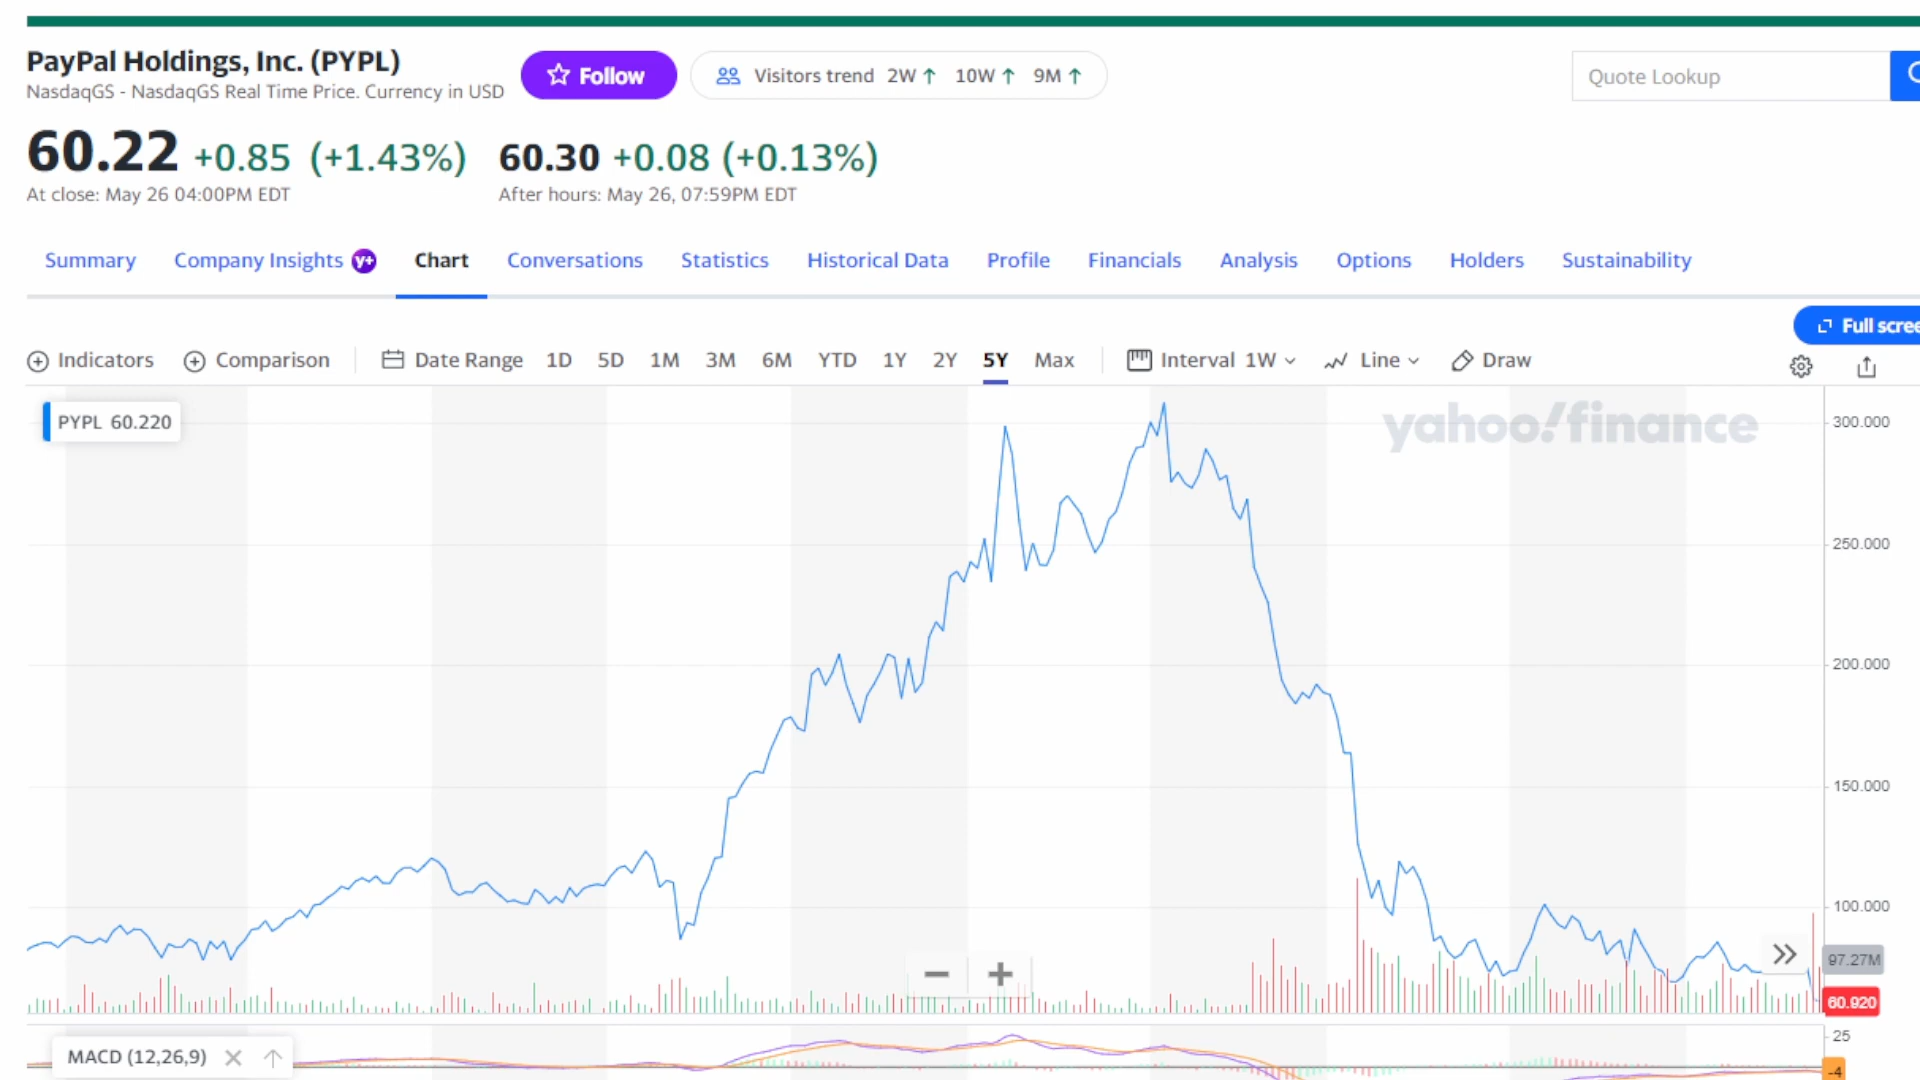 PayPal Holdings, Inc. (PYPL)
NasdaqGS - NasdaqGS Real Time Price. Currency in USD
Follow
Visitors trend 2W 10W 9M
Quote Lookup
60.22 +0.85 (+1.43%)
At close: May 26 04:00PM EDT
60.30 +0.08 (+0.13%)
After hours: May 26, 07:59PM EDT
Summary Company Insights y+ Chart Conversations Statistics Historical Data Profile Financials Analysis Options Holders Sustainability
Full scree
Indicators Comparison Date Range 1D 5D 1M 3M 6M YTD 1Y 2Y 5Y Max Interval 1W Line Draw
PYPL 60.220
yahoo!finance
300.000
250.000
200.000
150.000
100.000
97.27M
60.920
25
MACD (12,26,9)
-4